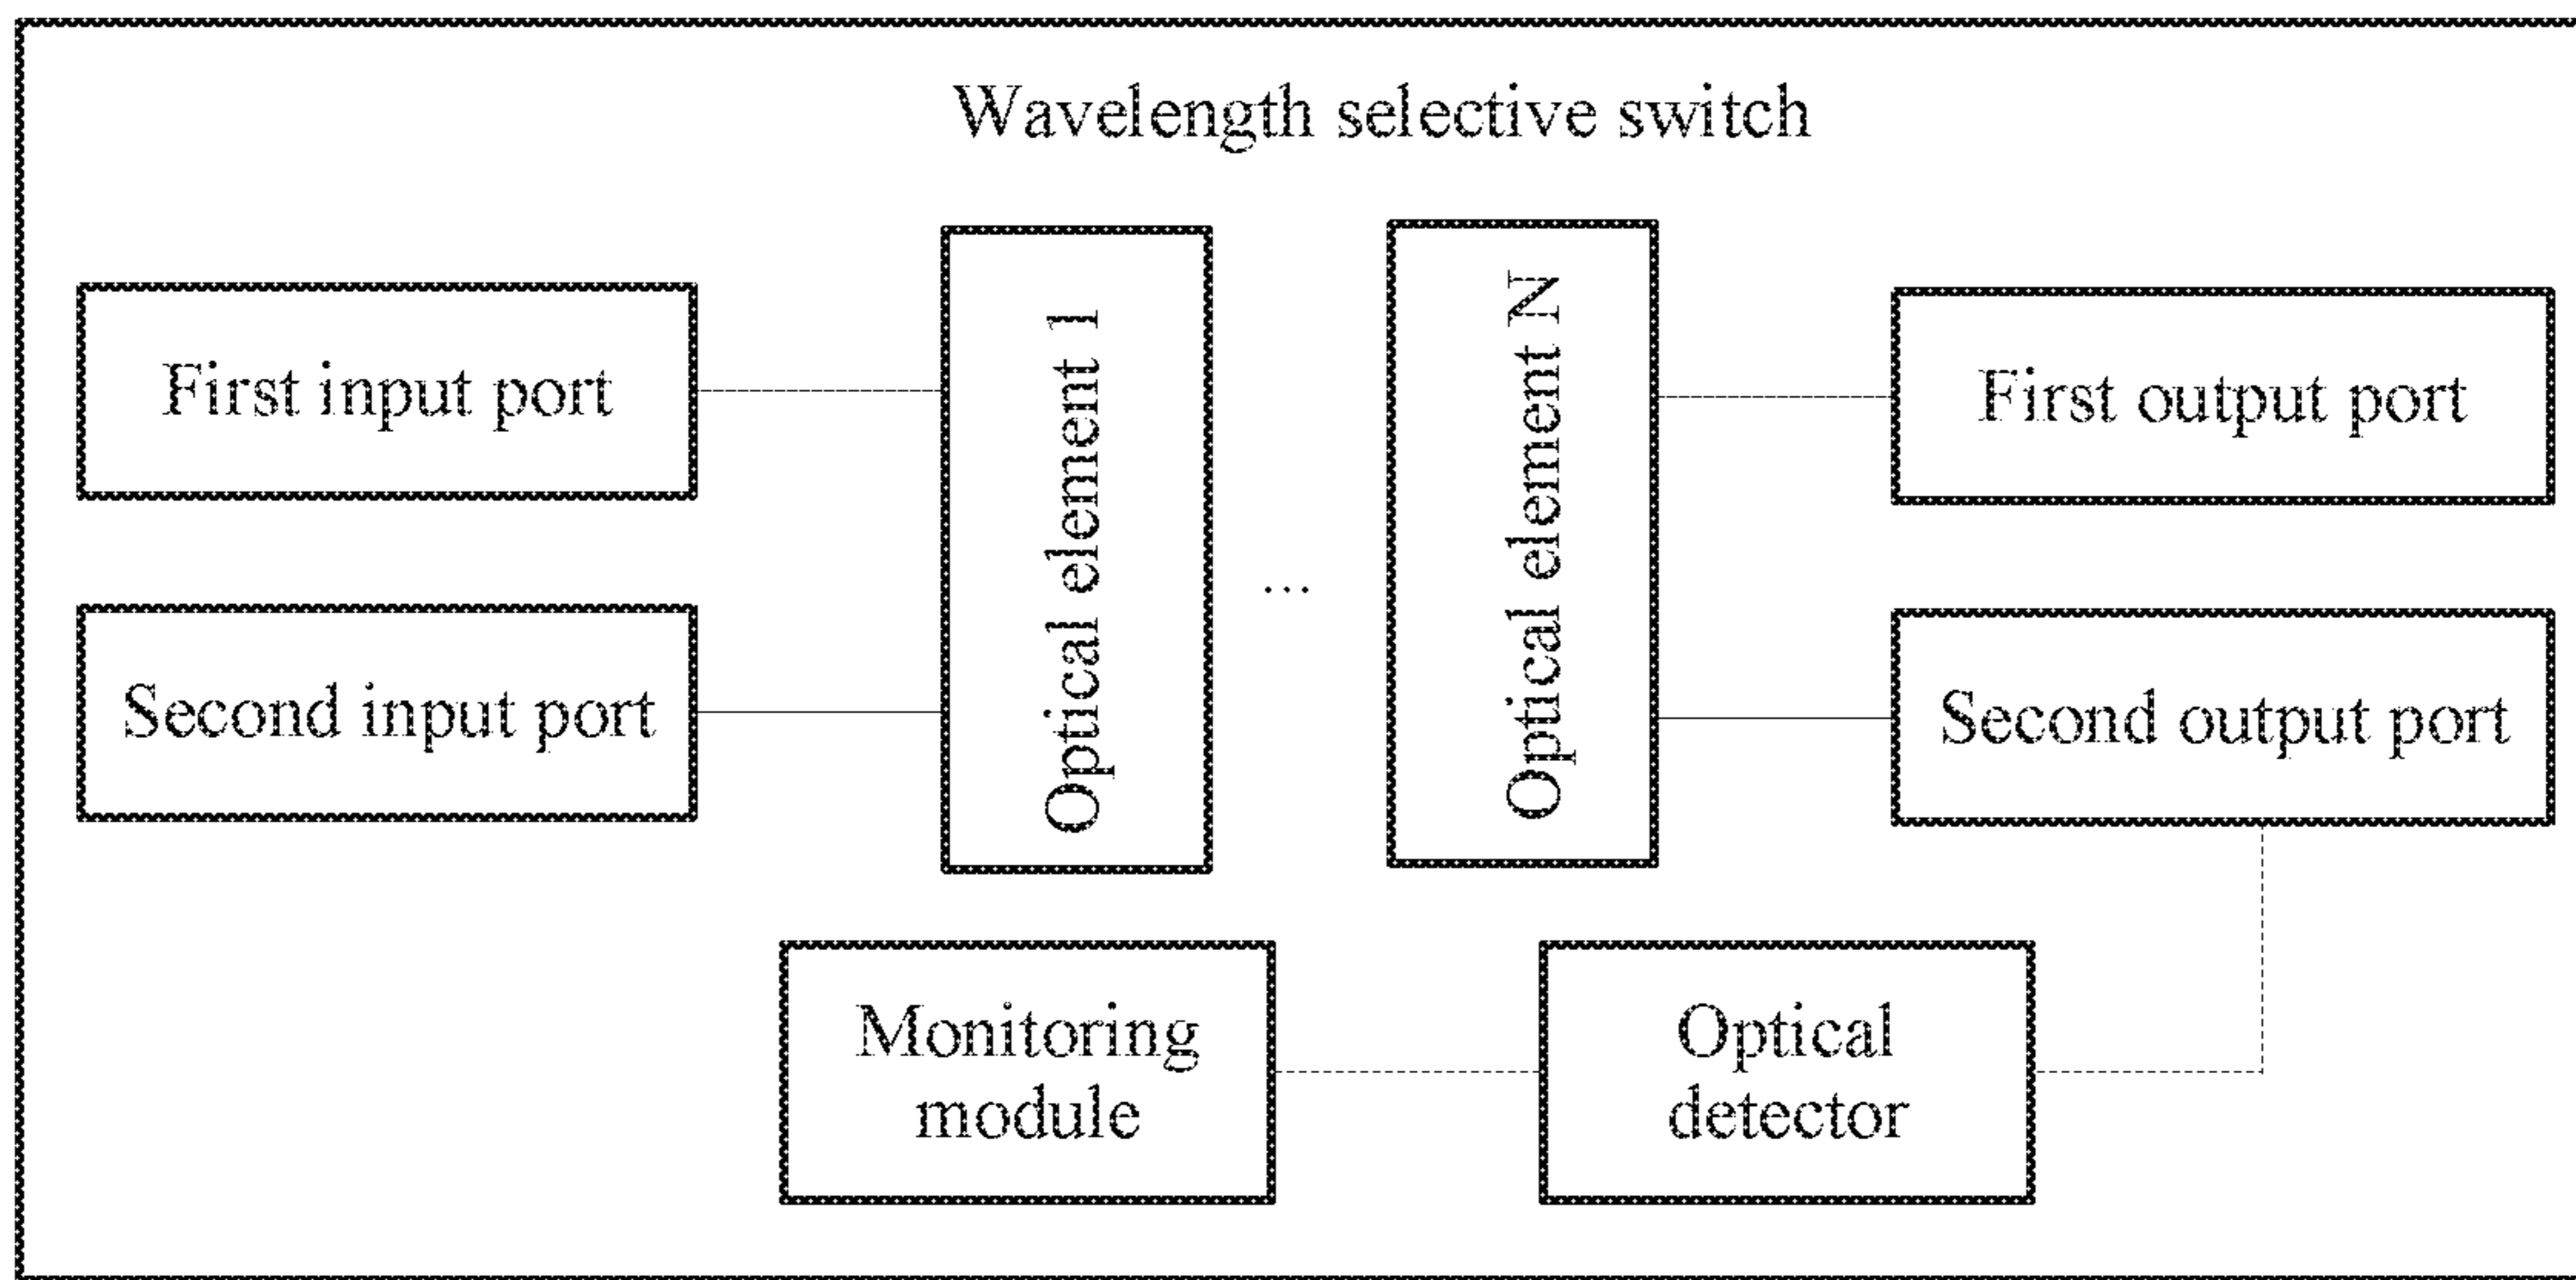 Wavelength selective switch
First input port
Optical element 1
Optical element N
First output port
Second input port
...
Second output port
Monitoring
module
Optical
detector